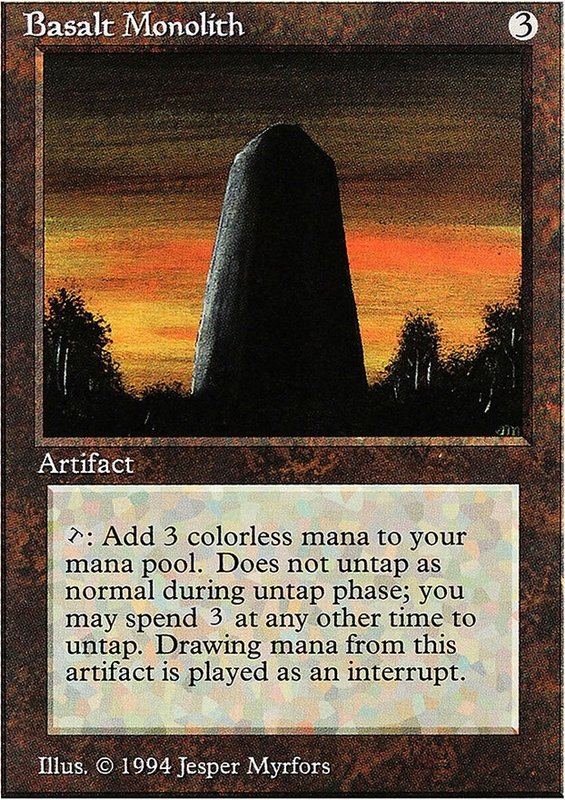 Basalt Monolith 3
Artifact
: Add 3 colorless mana to your
mana pool. Does not untap as
normal during untap phase; you
may spend 3 at any other time to
untap. Drawing mana from this
artifact is played as an interrupt.
Illus. © 1994 Jesper Myrfors